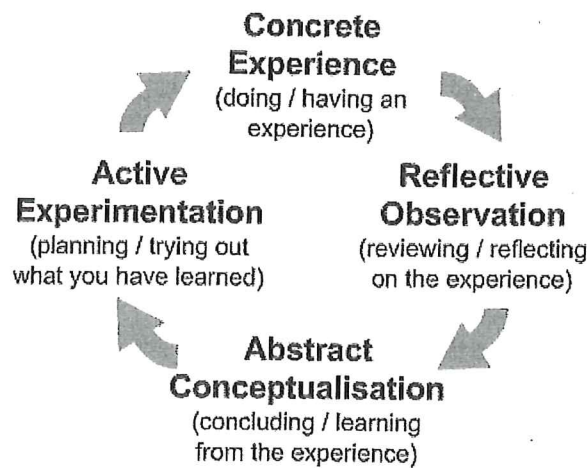 Concrete
Experience
(doing / having an
experience)
Reflective
Observation
(reviewing / reflecting
on the experience)
Abstract
Conceptualisation
(concluding / learning
from the experience)
Active
Experimentation
(planning / trying out
what you have learned)